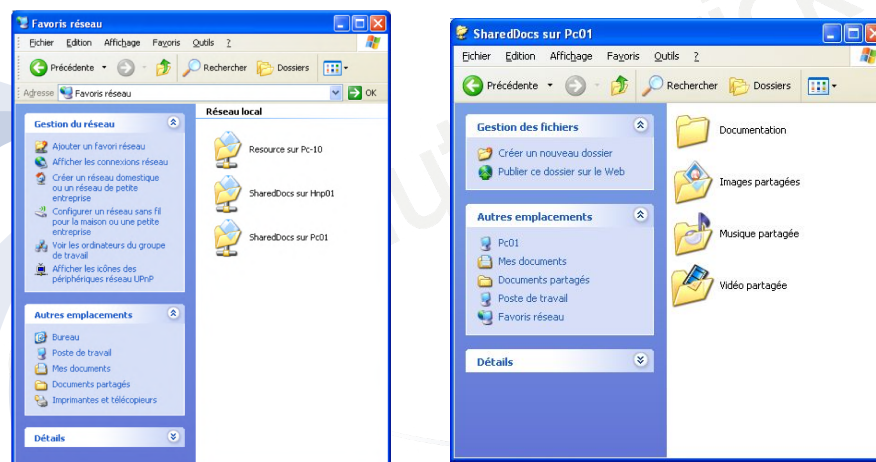 Favoris réseau
Fichier Edition Affichage Favoris Outils ?
Précédente Rechercher Dossiers
Adresse Favoris réseau OK
Gestion du réseau
Ajouter un favori réseau
Afficher les connexions réseau
Créer un réseau domestique
ou un réseau de petite
entreprise
Configurer un réseau sans fil
pour la maison ou une petite
entreprise
Voir les ordinateurs du groupe
de travail
Afficher les icônes des
périphériques réseau UPnP
Autres emplacements
Bureau
Poste de travail
Mes documents
Documents partagés
Imprimantes et télécopieurs
Détails
Réseau local
Resource sur Pc-10
SharedDocs sur Hnp01
SharedDocs sur Pc01
SharedDocs sur Pc01
Fichier Edition Affichage Favoris Outils ?
Précédente Rechercher Dossiers
Gestion des fichiers
Créer un nouveau dossier
Publier ce dossier sur le Web
Autres emplacements
Pc01
Mes documents
Documents partagés
Poste de travail
Favoris réseau
Détails
Documentation
Images partagées
Musique partagée
Vidéo partagée